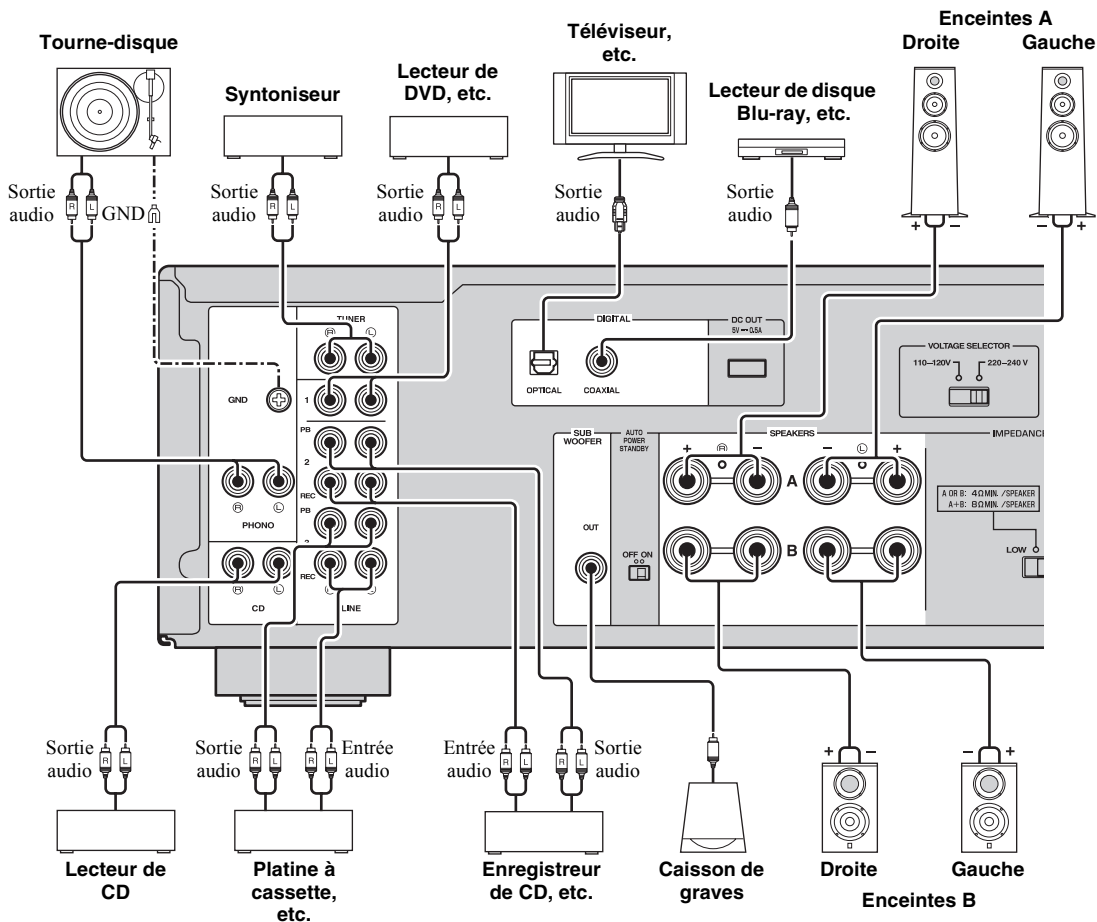 Enceintes A
Tourne-disque
Téléviseur,
etc.
Droite
Gauche
Lecteur de
DVD, etc.
Syntoniseur
Lecteur de disque
Blu-ray, etc.
Sortie
audio
R
L
GND
Sortie
audio
R
L
Sortie
audio
R
L
Sortie
audio
Sortie
audio
+
–
–
+
TUNER
R
L
GND
1
PB
2
REC
PB
REC
R
L
PHONO
R
L
CD
LINE
DIGITAL
OPTICAL
COAXIAL
DC OUT
5V 0.5A
VOLTAGE SELECTOR
110–120V
220–240 V
SUB
WOOFER
OUT
AUTO
POWER
STANDBY
OFF ON
SPEAKERS
+
R
–
–
L
+
A
B
IMPEDANCE
A OR B: 4ΩMIN. /SPEAKER
A+B: 8ΩMIN. /SPEAKER
LOW
Sortie
audio
R
L
Sortie
audio
R
L
Entrée
audio
R
L
Entrée
audio
R
L
Sortie
audio
R
L
+
–
–
+
Lecteur de
CD
Platine à
cassette,
etc.
Enregistreur
de CD, etc.
Caisson de
graves
Droite
Gauche
Enceintes B